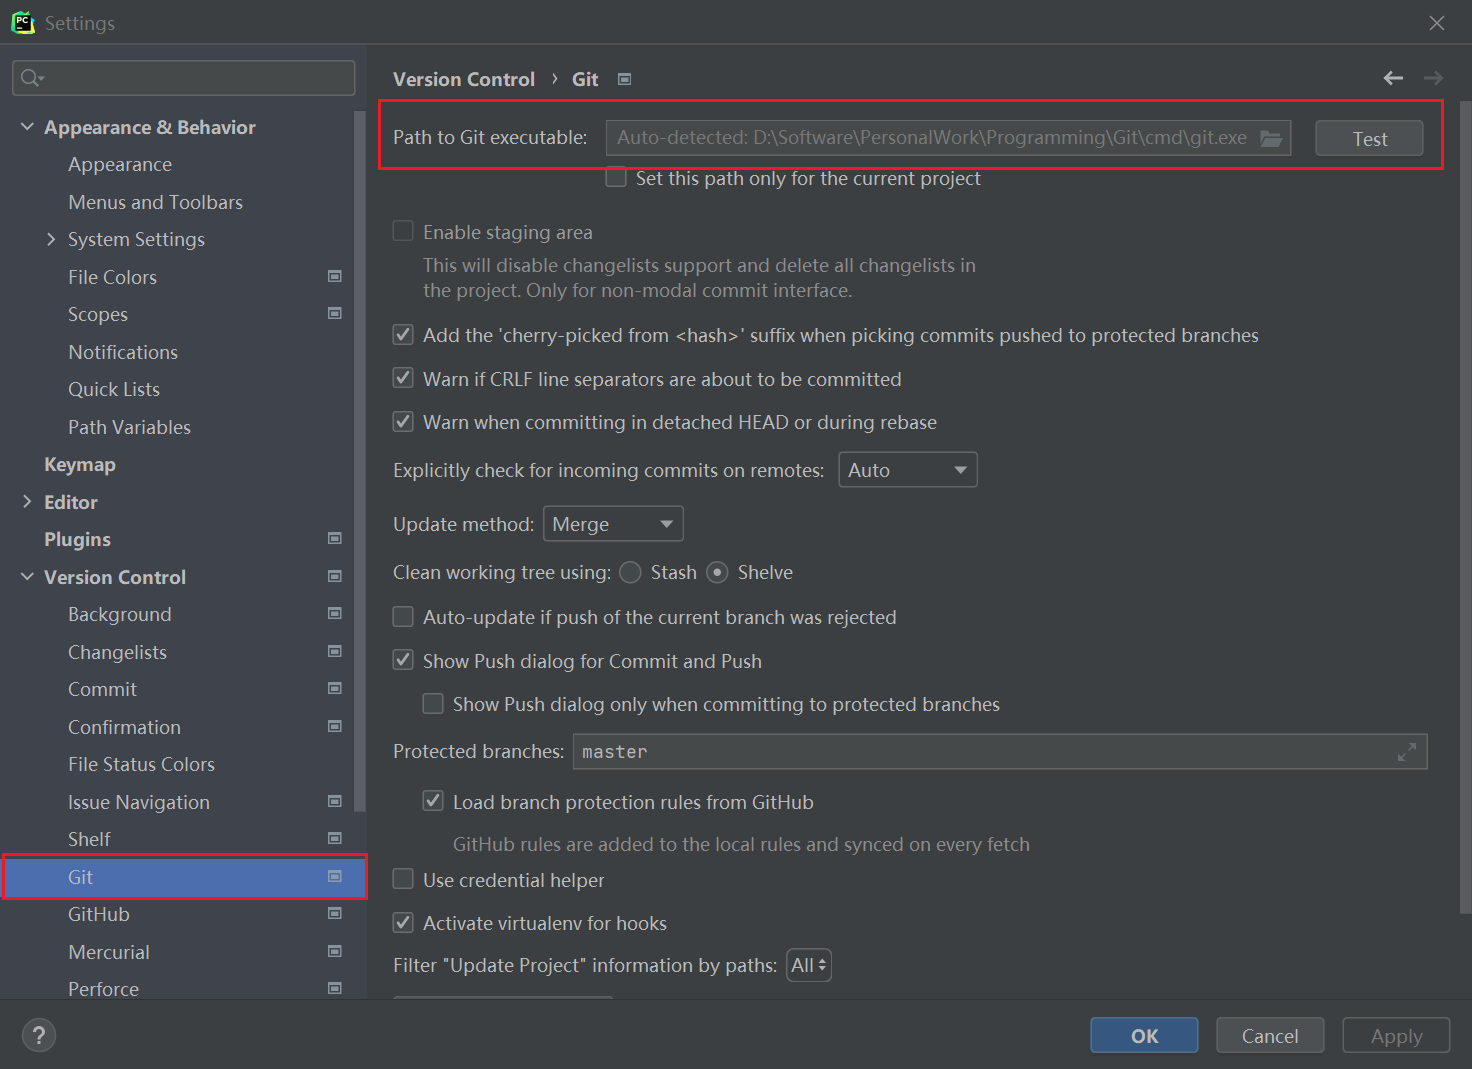 PC
Settings
Appearance & Behavior
Appearance
Menus and Toolbars
System Settings
File Colors
Scopes
Notifications
Quick Lists
Path Variables
Keymap
Editor
Plugins
Version Control
Background
Changelists
Commit
Confirmation
File Status Colors
Issue Navigation
Shelf
Git
GitHub
Mercurial
Perforce
Version Control › Git
Path to Git executable: Auto-detected: D:\Software\PersonalWork\Programming\Git\cmd\git.exe Test
Set this path only for the current project
Enable staging area
This will disable changelists support and delete all changelists in
the project. Only for non-modal commit interface.
Add the 'cherry-picked from <hash>' suffix when picking commits pushed to protected branches
Warn if CRLF line separators are about to be committed
Warn when committing in detached HEAD or during rebase
Explicitly check for incoming commits on remotes: Auto
Update method: Merge
Clean working tree using: Stash Shelve
Auto-update if push of the current branch was rejected
Show Push dialog for Commit and Push
Show Push dialog only when committing to protected branches
Protected branches: master
Load branch protection rules from GitHub
GitHub rules are added to the local rules and synced on every fetch
Use credential helper
Activate virtualenv for hooks
Filter "Update Project" information by paths: All
? OK Cancel Apply